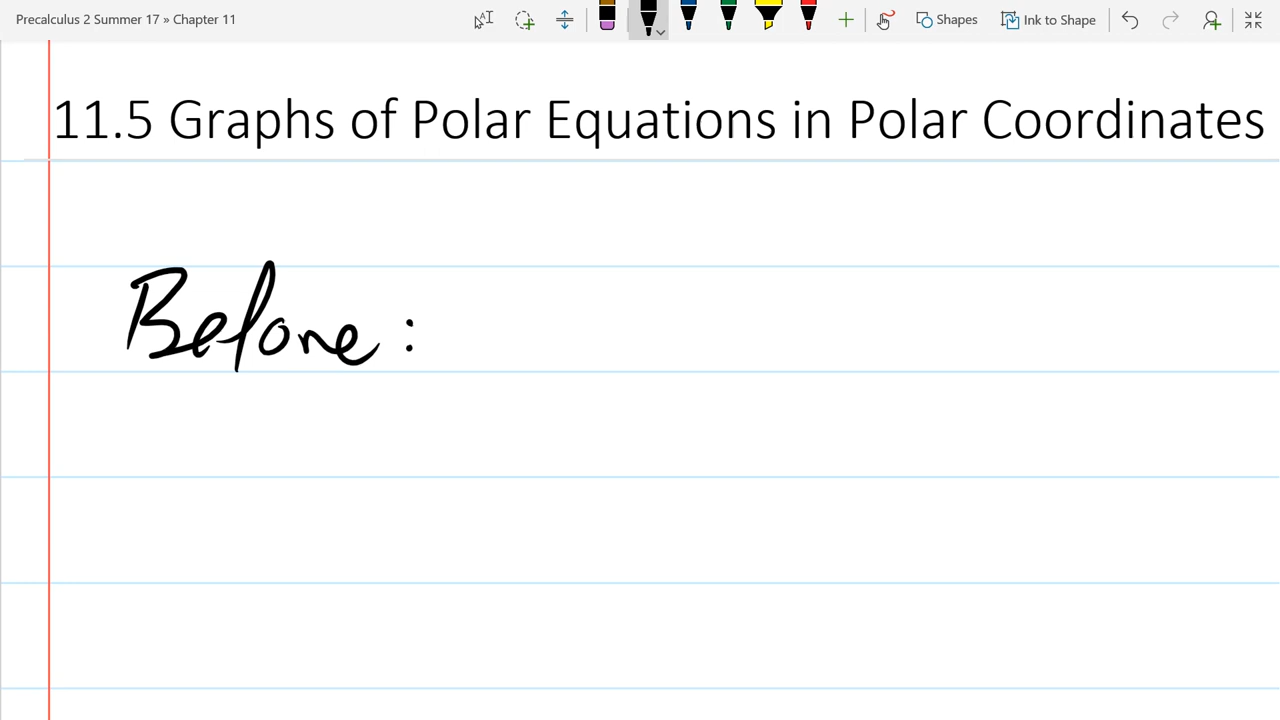 Precalculus 2 Summer 17 » Chapter 11
Shapes
Ink to Shape
11.5 Graphs of Polar Equations in Polar Coordinates
Before: